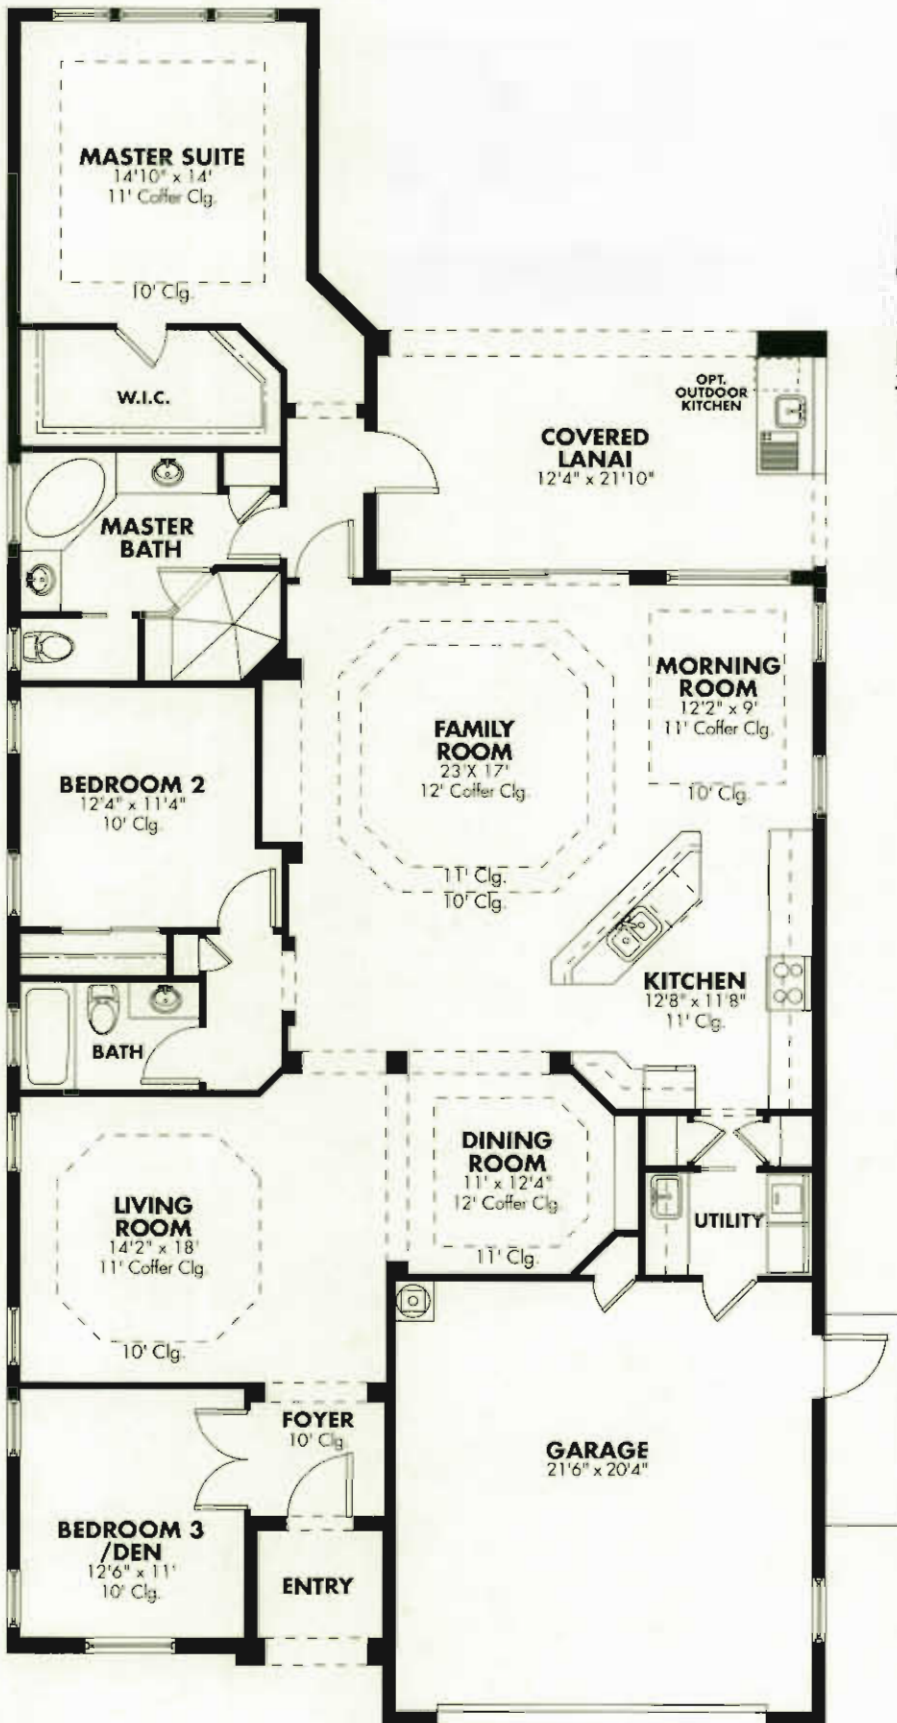 MASTER SUITE
14'10" x 14'
11' Coffer Clg.
10' Clg.
W.I.C.
OPT.
OUTDOOR
KITCHEN
COVERED
LANAI
12'4" x 21'10"
MASTER
BATH
MORNING
ROOM
12'2" x 9'
11' Coffer Clg.
10' Clg.
FAMILY
ROOM
23'X 17'
12' Coffer Clg.
11' Clg.
10' Clg.
BEDROOM 2
12'4" x 11'4"
10' Clg.
KITCHEN
12'8" x 11'8"
11' Clg.
BATH
DINING
ROOM
11' x 12'4"
12' Coffer Clg.
11' Clg.
LIVING
ROOM
14'2" x 18'
11' Coffer Clg.
10' Clg.
UTILITY
FOYER
10' Clg.
GARAGE
21'6" x 20'4"
BEDROOM 3
/DEN
12'6" x 11'
10' Clg.
ENTRY